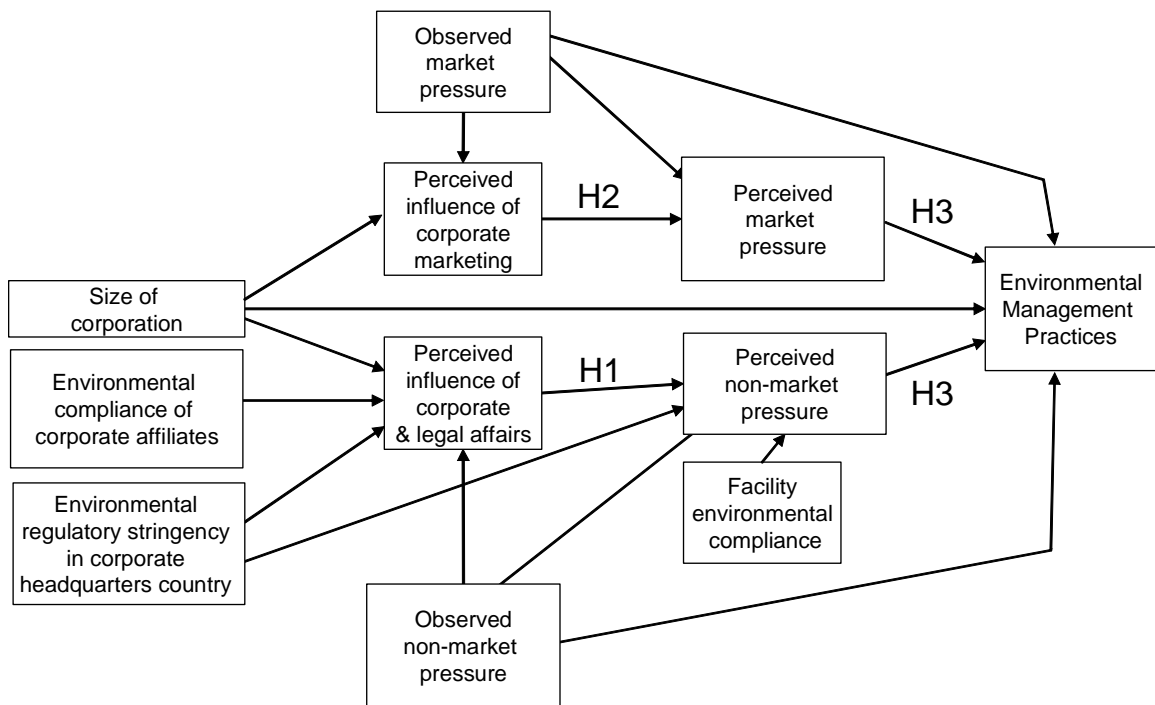 Observed
market
pressure
Perceived
influence of
corporate
marketing
H2
Perceived
market
pressure
H3
Environmental
Management
Practices
Size of
corporation
Perceived
influence of
corporate
& legal affairs
H1
Perceived
non-market
pressure
H3
Environmental
compliance of
corporate affiliates
Environmental
regulatory stringency
in corporate
headquarters country
Facility
environmental
compliance
Observed
non-market
pressure